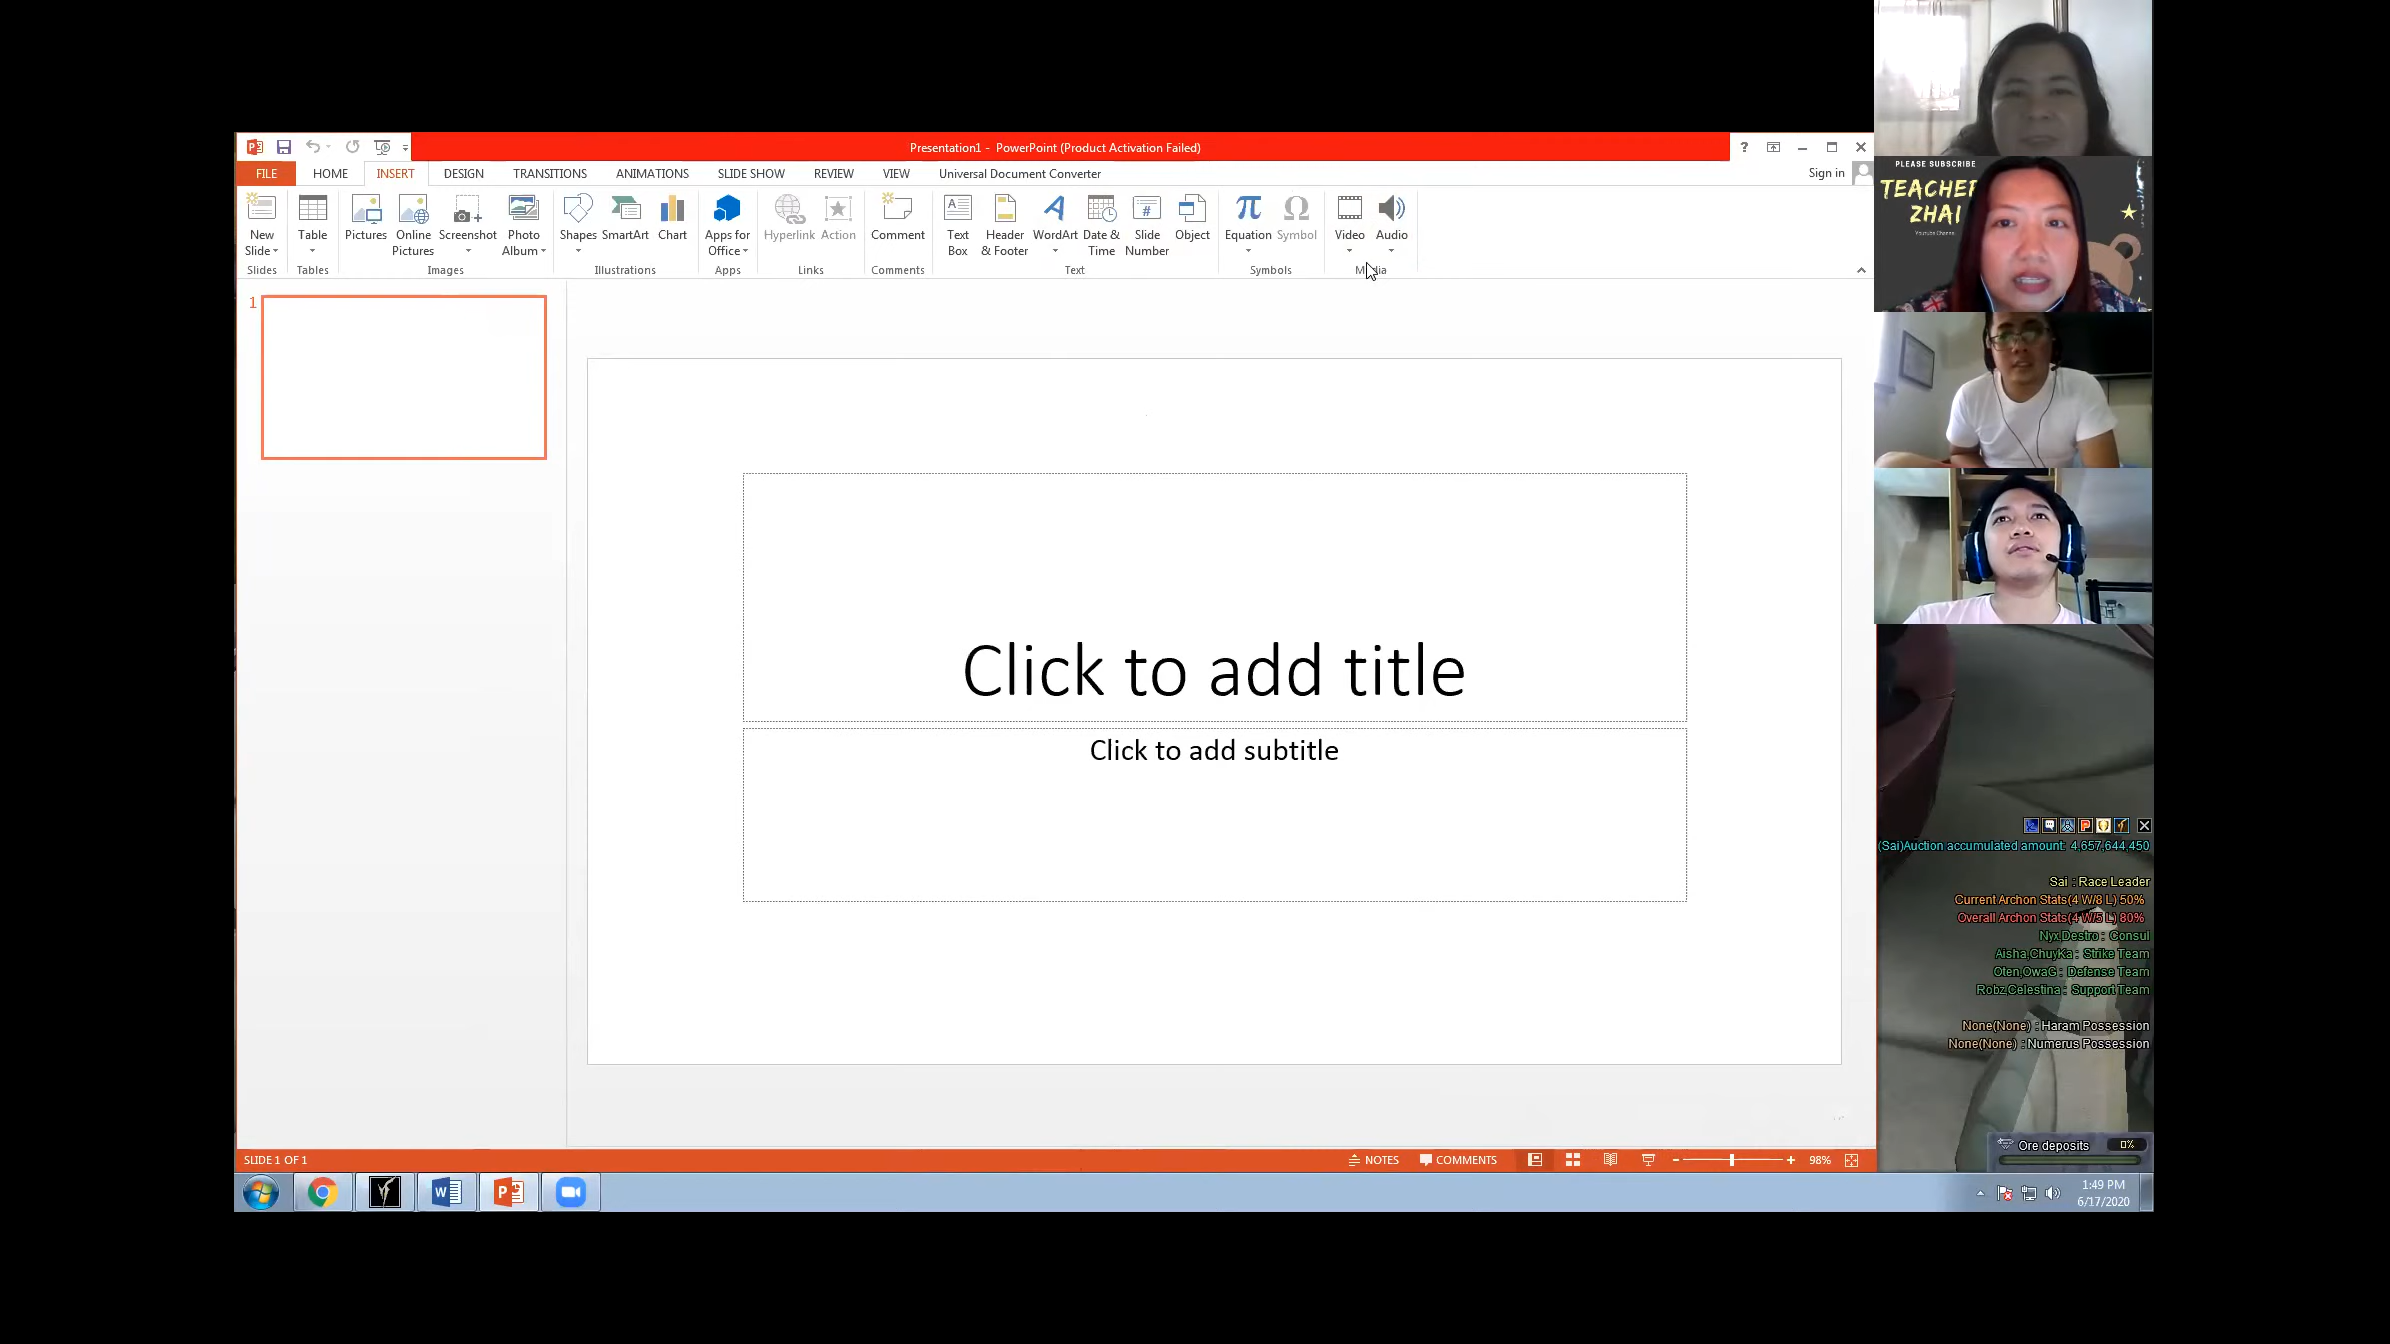 Presentation1 - PowerPoint (Product Activation Failed)
?
FILE HOME INSERT DESIGN TRANSITIONS ANIMATIONS SLIDE SHOW REVIEW VIEW Universal Document Converter Sign in
New Slide
Table
Pictures
Online Pictures
Screenshot
Photo Album
Shapes
SmartArt
Chart
Apps for Office
Hyperlink
Action
Comment
Text Box
Header & Footer
WordArt
Date & Time
Slide Number
Object
Equation
Symbol
Video
Audio
Slides Tables Images Illustrations Apps Links Comments Text Symbols Media
1
Click to add title
Click to add subtitle
PLEASE SUBSCRIBE
TEACHER
ZHAI
Youtube Channel
(Sai)Auction accumulated amount: 4,657,644,450
Sai : Race Leader
Current Archon Stats(4 W/8 L) 50%
Overall Archon Stats(4 W/5 L) 80%
Nyx,Destro : Consul
Aisha,ChuyKa : Strike Team
Oten,OwaG : Defense Team
Robz,Celestina : Support Team
None(None) : Haram Possession
None(None) : Numerus Possession
Ore deposits 0%
SLIDE 1 OF 1 NOTES COMMENTS 98%
1:49 PM
6/17/2020